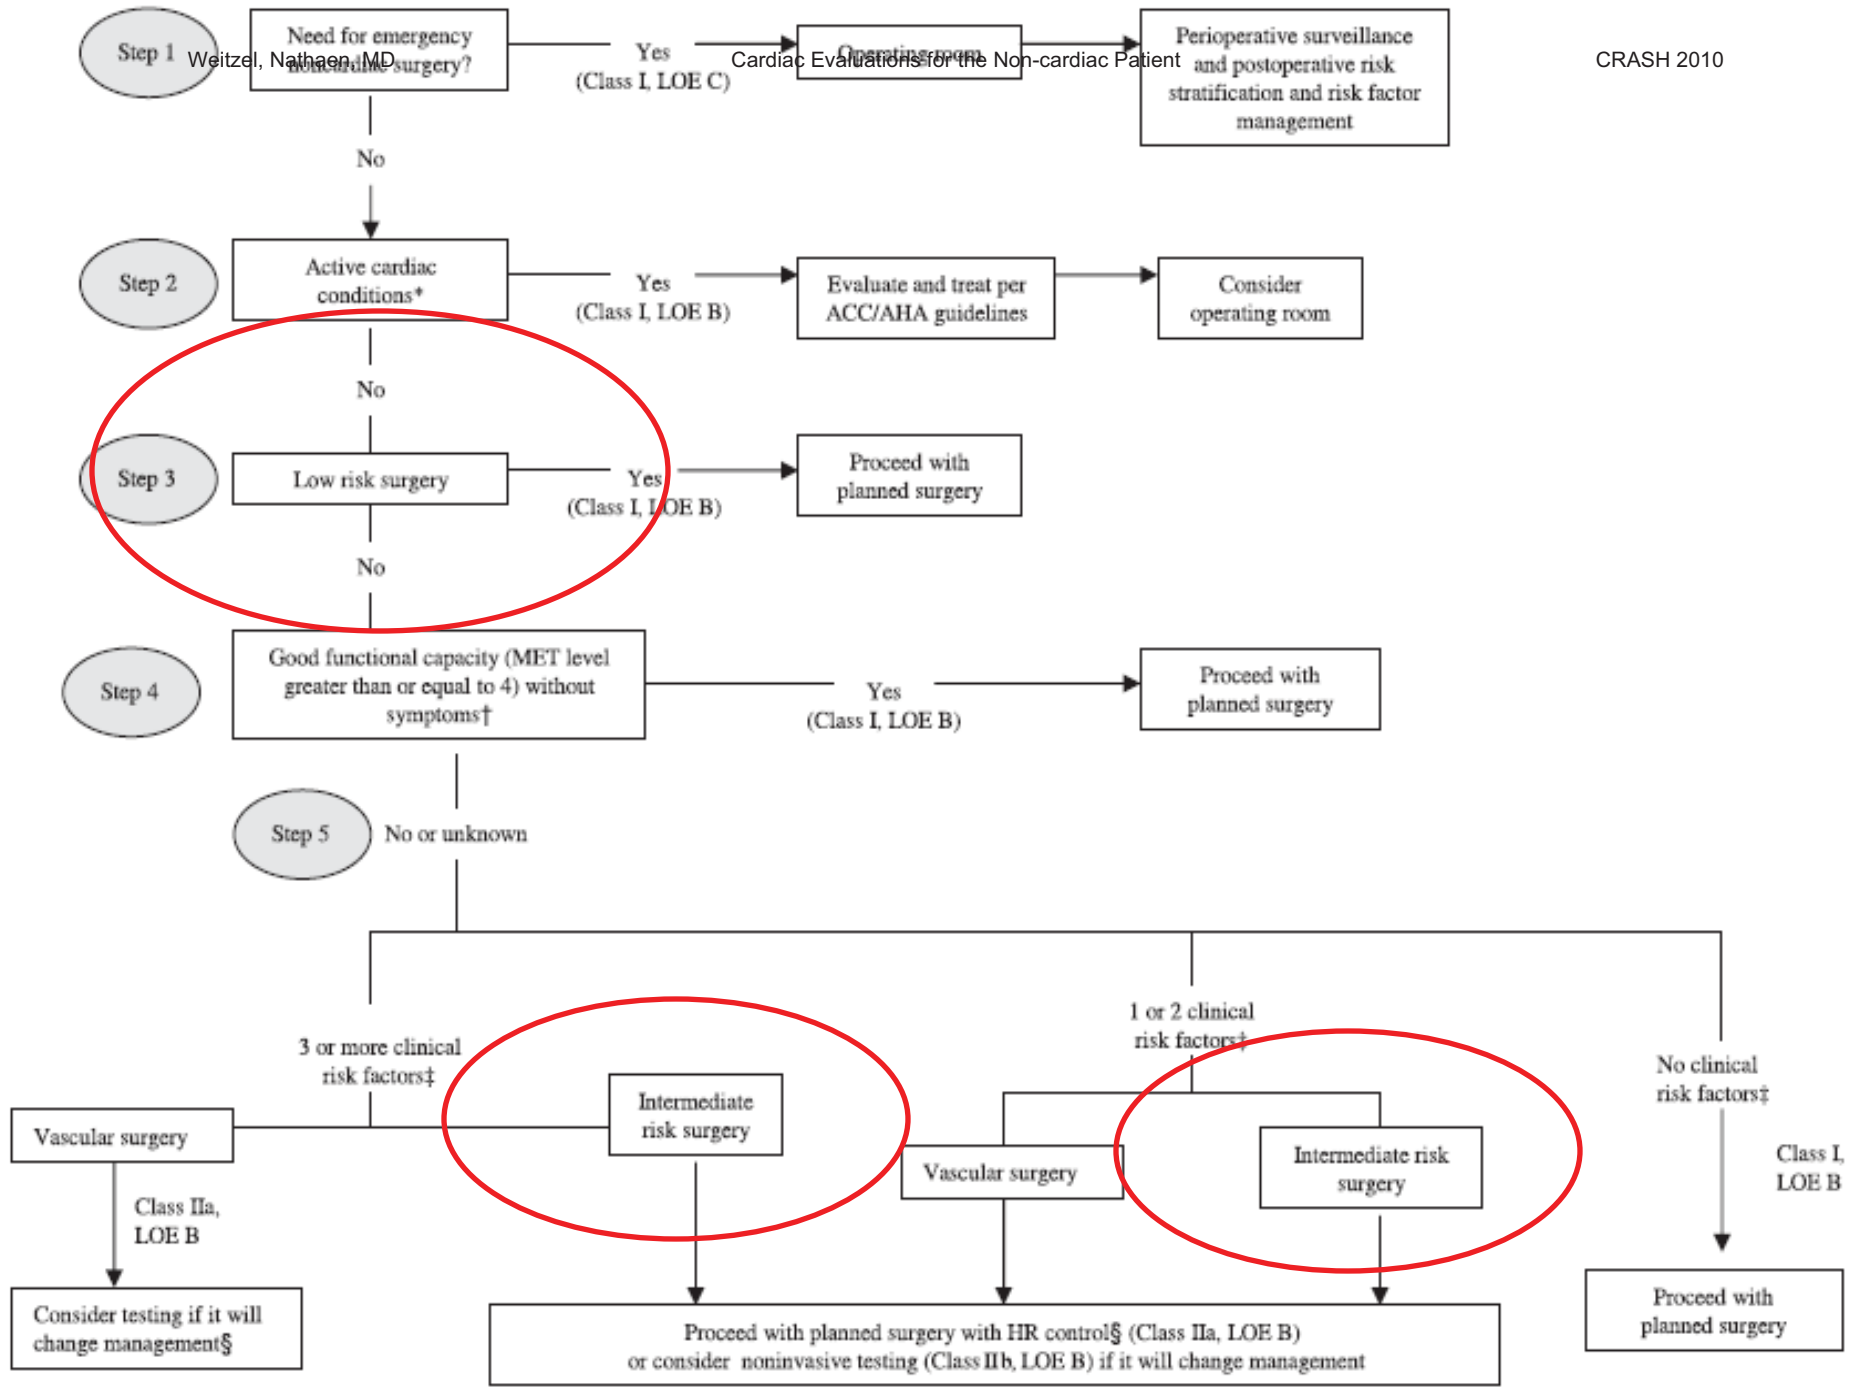 Weitzel, Nathaen, MD
Cardiac Evaluations for the Non-cardiac Patient
CRASH 2010
Step 1
Need for emergency
noncardiac surgery?
Yes
(Class I, LOE C)
Operating room
Perioperative surveillance
and postoperative risk
stratification and risk factor
management
No
Step 2
Active cardiac
conditions*
Yes
(Class I, LOE B)
Evaluate and treat per
ACC/AHA guidelines
Consider
operating room
No
Step 3
Low risk surgery
Yes
(Class I, LOE B)
Proceed with
planned surgery
No
Step 4
Good functional capacity (MET level
greater than or equal to 4) without
symptoms†
Yes
(Class I, LOE B)
Proceed with
planned surgery
Step 5
No or unknown
3 or more clinical
risk factors‡
1 or 2 clinical
risk factors‡
No clinical
risk factors‡
Vascular surgery
Intermediate
risk surgery
Vascular surgery
Intermediate risk
surgery
Class IIa,
LOE B
Class I,
LOE B
Consider testing if it will
change management§
Proceed with planned surgery with HR control§ (Class IIa, LOE B)
or consider noninvasive testing (Class IIb, LOE B) if it will change management
Proceed with
planned surgery